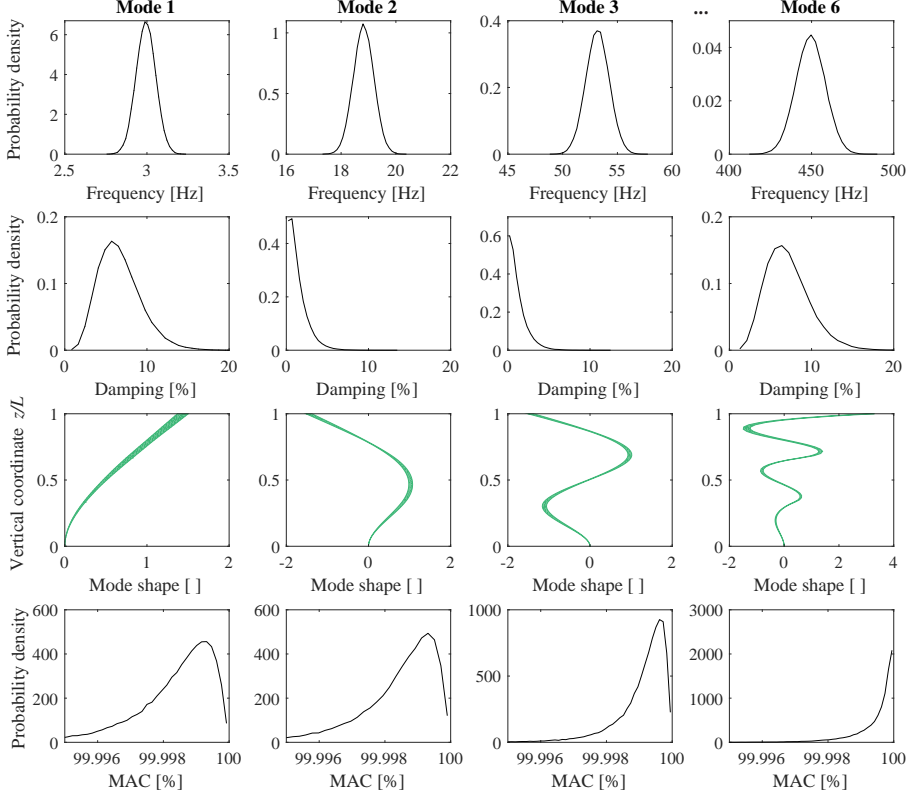 Mode 1 Mode 2 Mode 3 ... Mode 6
Probability density
6 4 2 0
2.5 3 3.5
Frequency [Hz]
1 0.5 0
16 18 20 22
Frequency [Hz]
0.4 0.2 0
45 50 55 60
Frequency [Hz]
0.04 0.02 0
400 450 500
Frequency [Hz]
Probability density
0.2 0.1 0
0 10 20
Damping [%]
0.4 0.2 0
0 10 20
Damping [%]
0.6 0.4 0.2 0
0 10 20
Damping [%]
0.2 0.1 0
0 10 20
Damping [%]
Vertical coordinate z/L
1 0.5 0
0 1 2
Mode shape [ ]
1 0.5 0
-2 0 2
Mode shape [ ]
1 0.5 0
-2 0 2
Mode shape [ ]
1 0.5 0
-2 0 2 4
Mode shape [ ]
Probability density
600 400 200 0
99.996 99.998 100
MAC [%]
600 400 200 0
99.996 99.998 100
MAC [%]
1000 500 0
99.996 99.998 100
MAC [%]
3000 2000 1000 0
99.996 99.998 100
MAC [%]